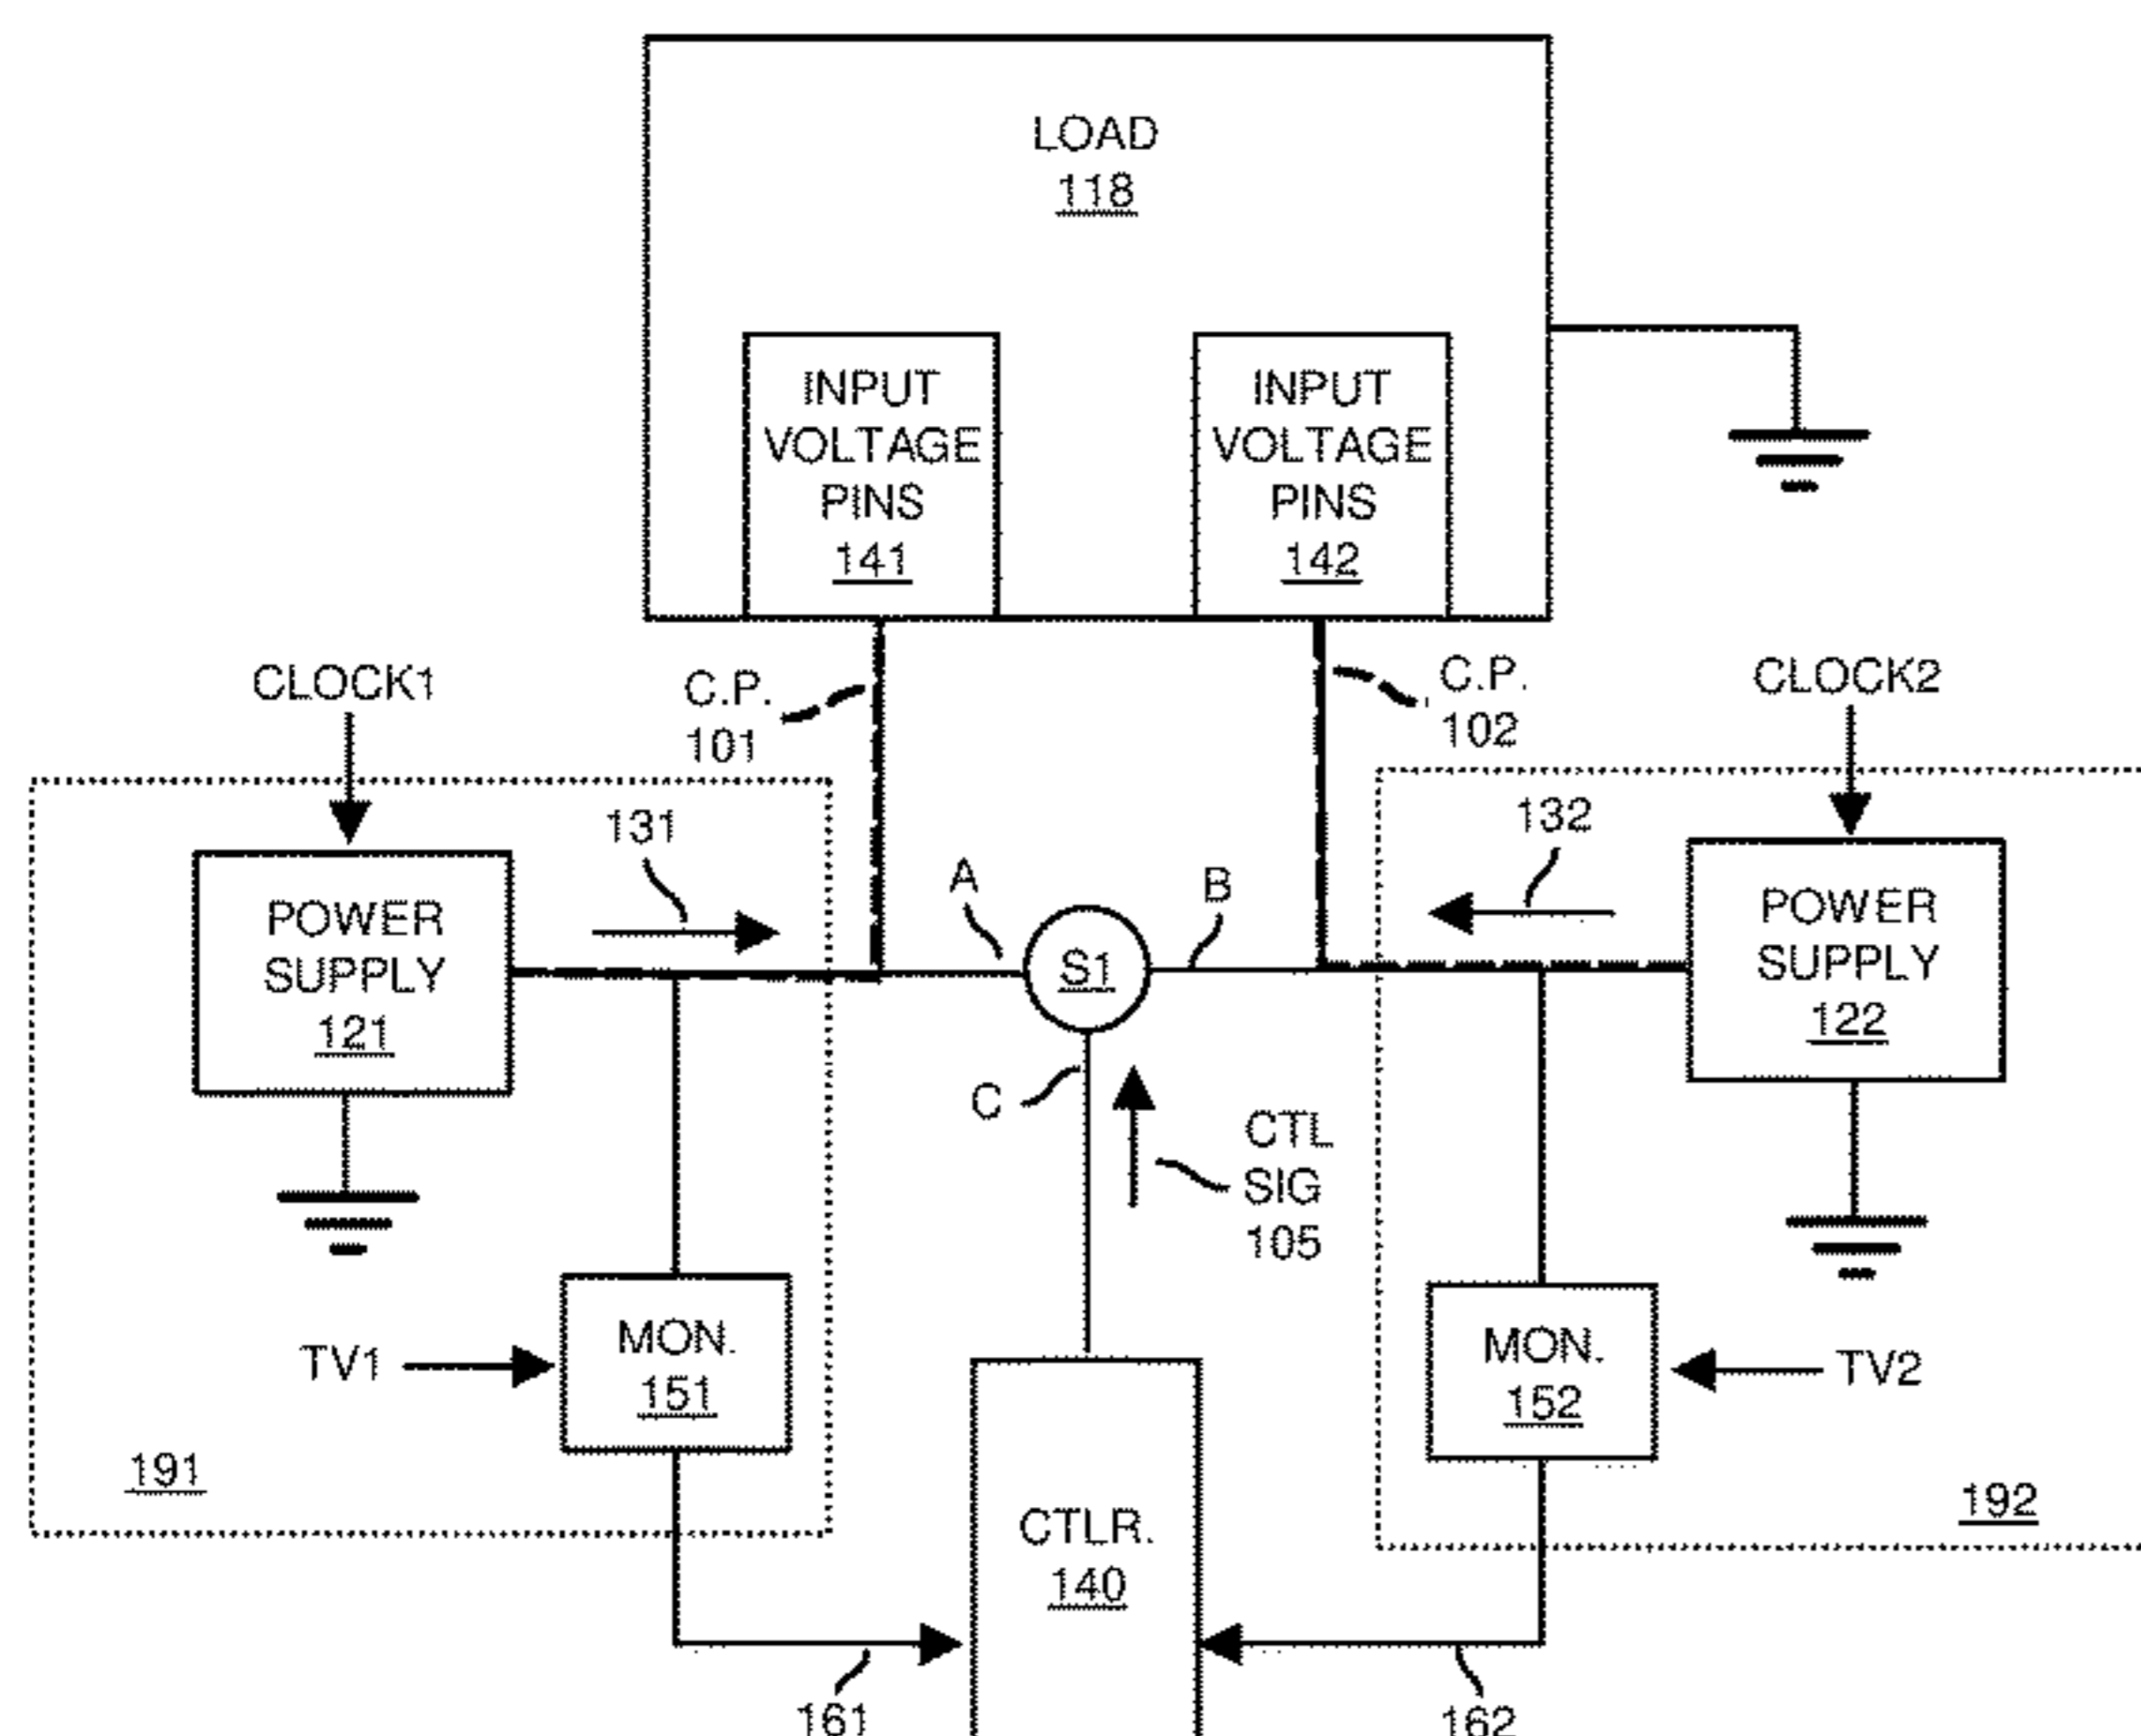 LOAD
118
INPUT
VOLTAGE
PINS
141
INPUT
VOLTAGE
PINS
142
CLOCK1
C.P.
101
C.P.
102
CLOCK2
131
132
POWER
SUPPLY
121
A
S1
B
POWER
SUPPLY
122
C
CTL
SIG
105
TV1
MON.
151
MON.
152
TV2
191
192
CTLR.
140
161
162